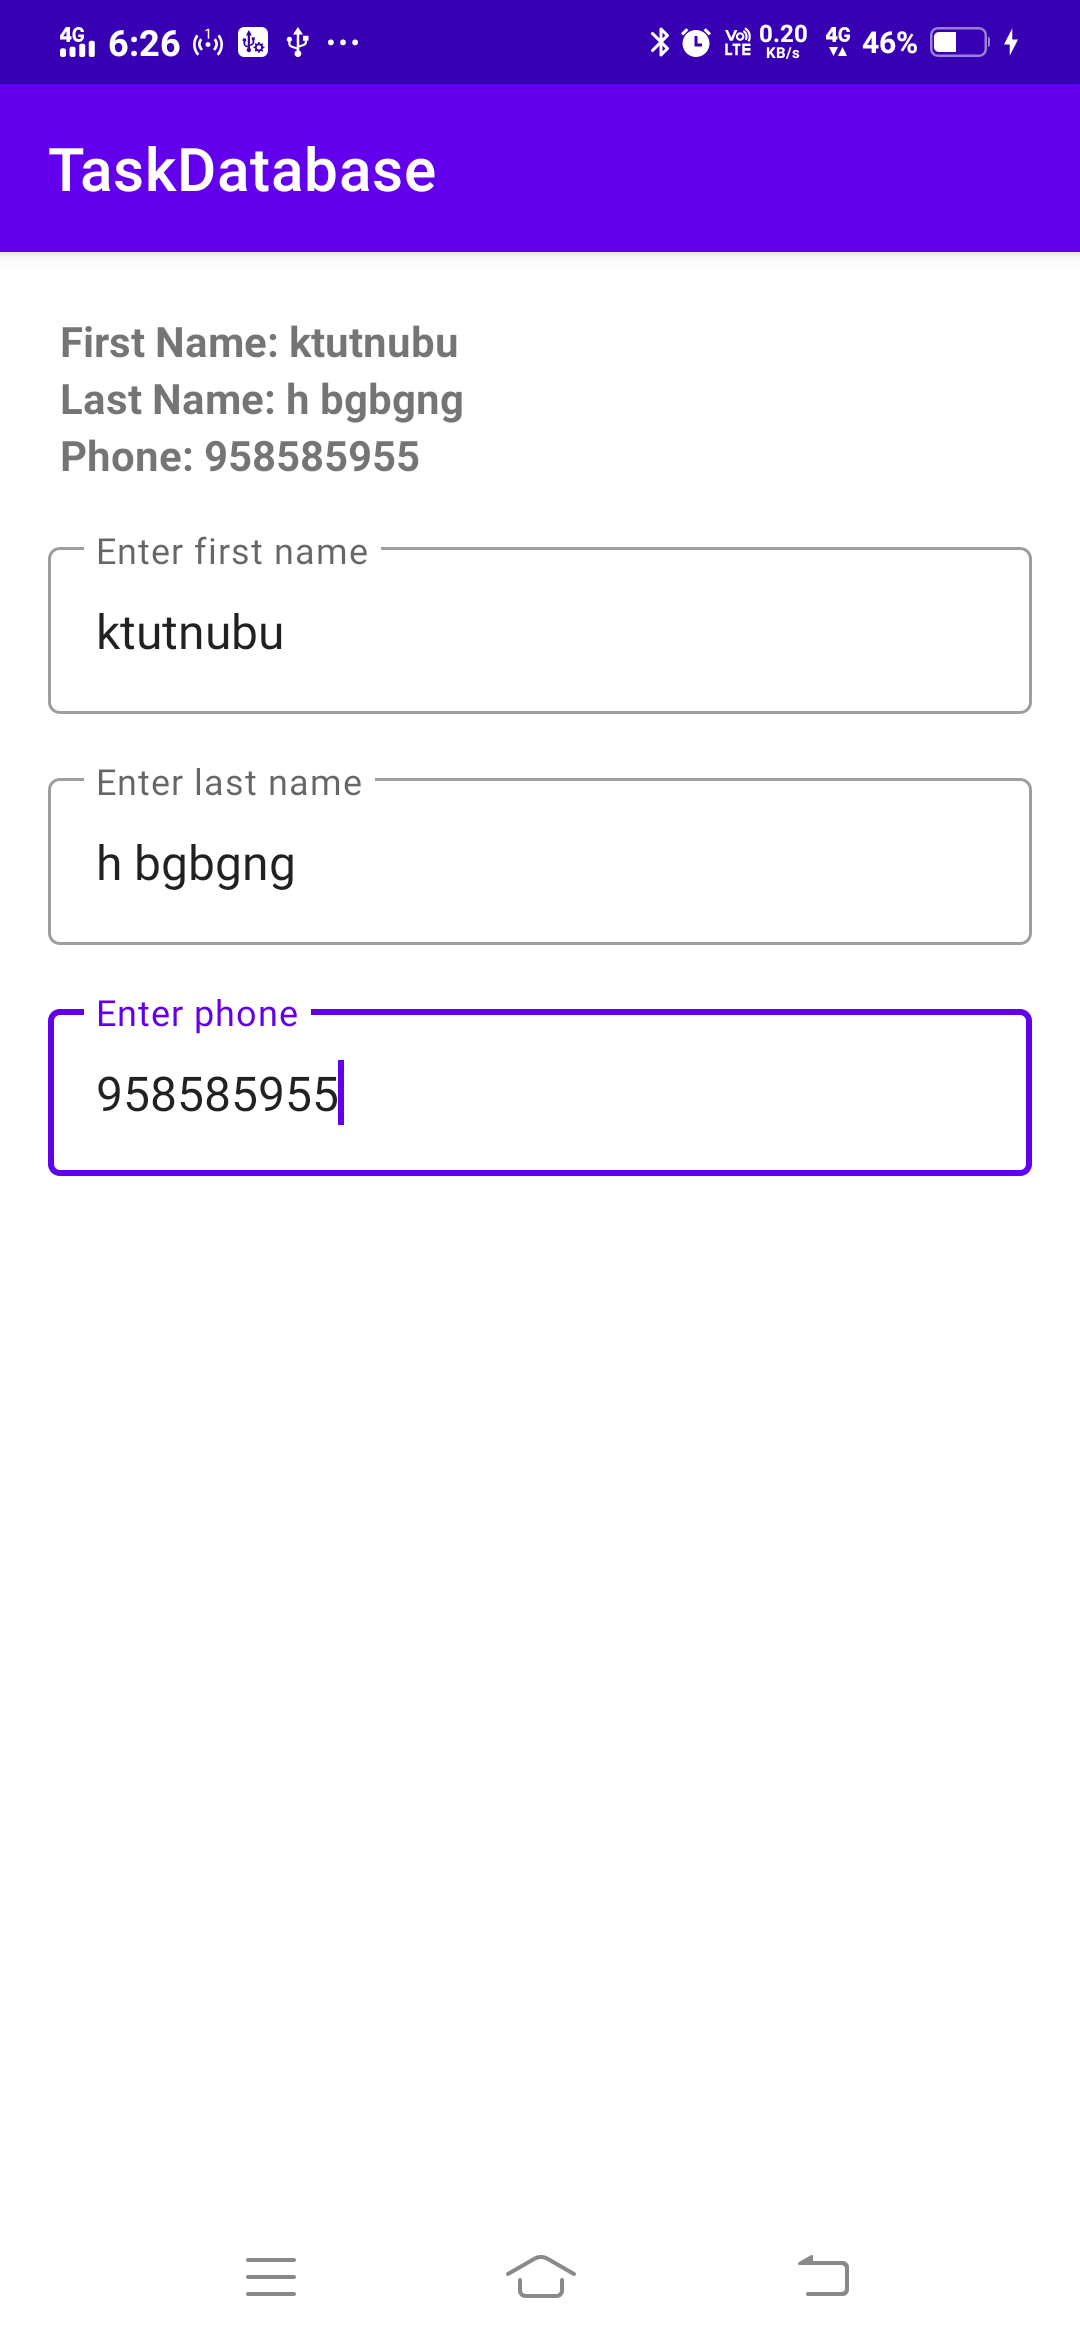 4G 6:26 1 Vo) LTE 0.20 KB/s 4G 46%
TaskDatabase
First Name: ktutnubu
Last Name: h bgbgng
Phone: 958585955
Enter first name
ktutnubu
Enter last name
h bgbgng
Enter phone
958585955